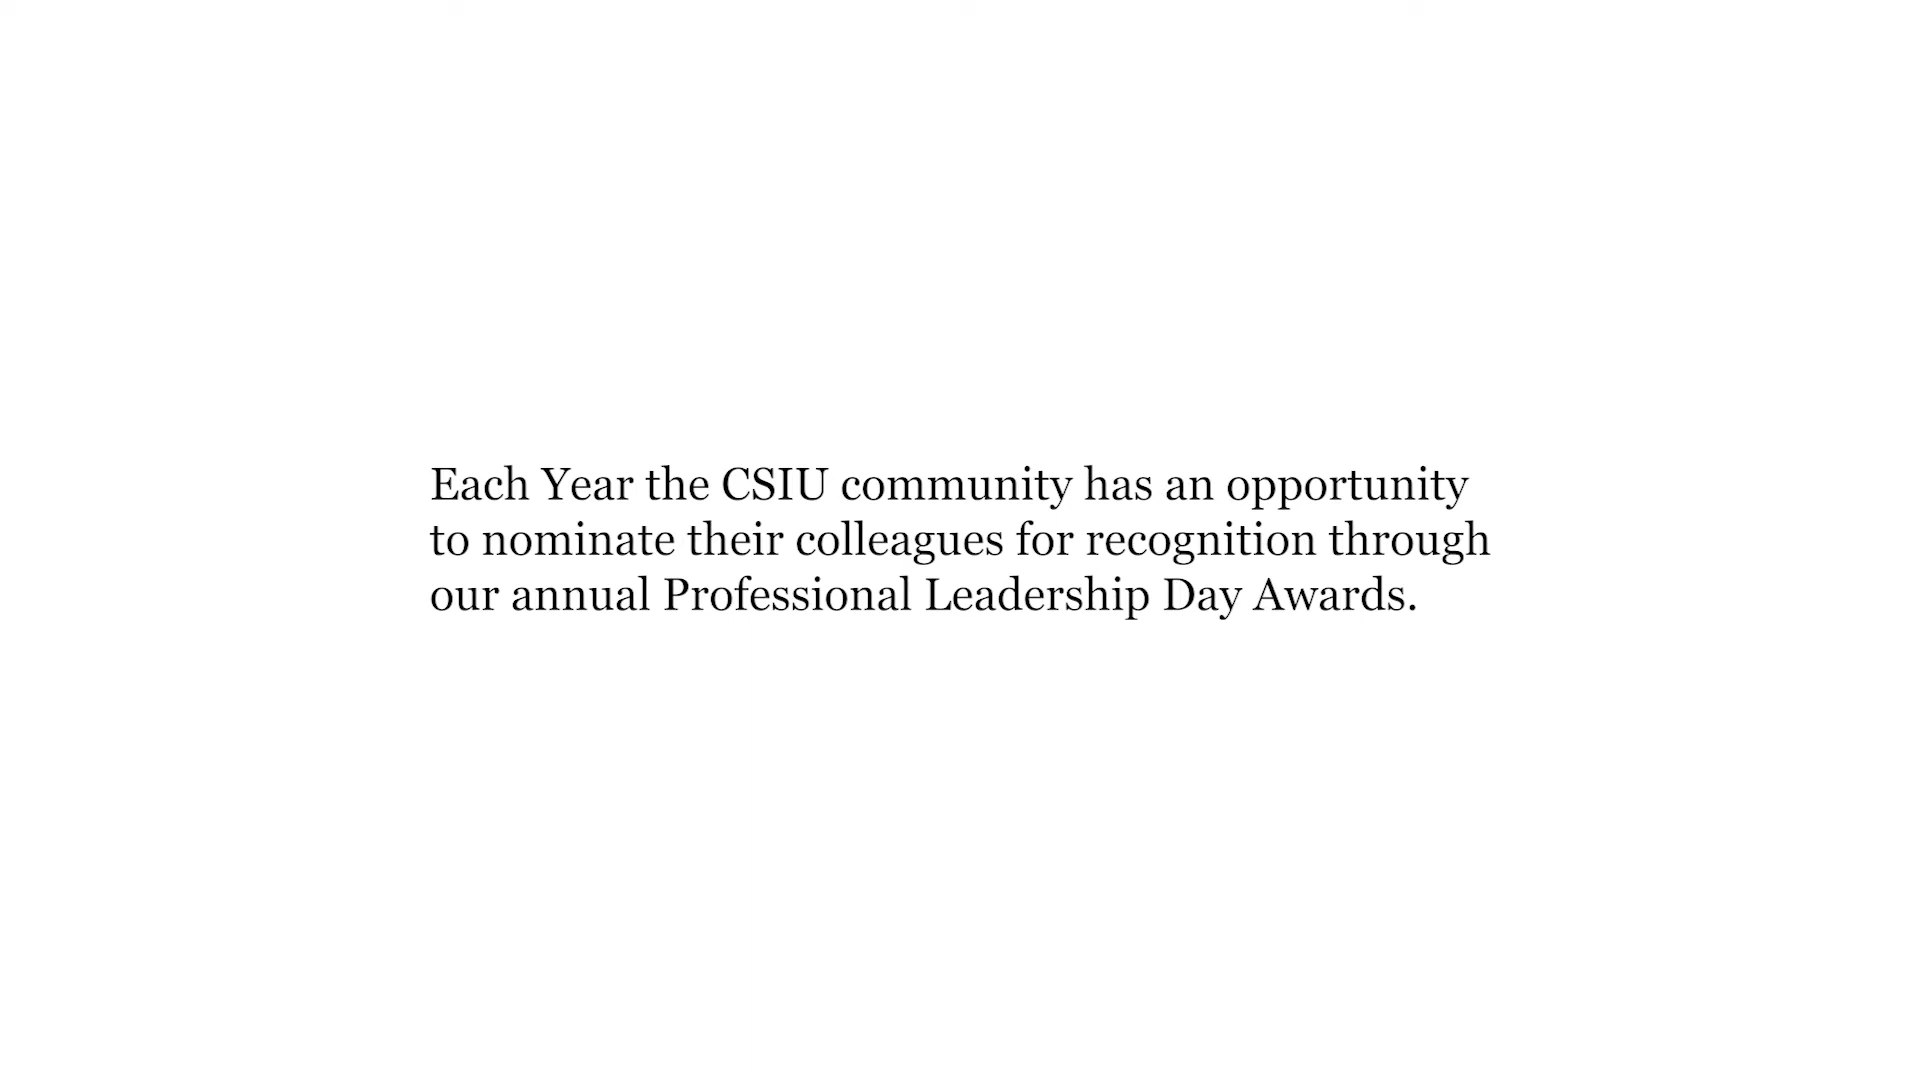 Each Year the CSIU community has an opportunity
to nominate their colleagues for recognition through
our annual Professional Leadership Day Awards.